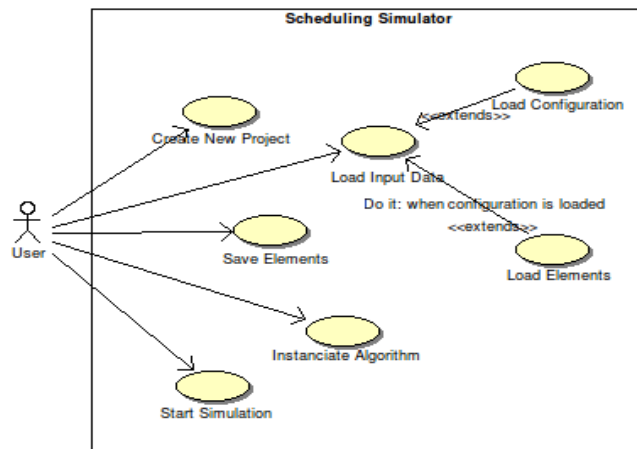 Scheduling Simulator
Load Configuration
<<extends>>
Create New Project
Load Input Data
Do it: when configuration is loaded
<<extends>>
User
Save Elements
Load Elements
Instanciate Algorithm
Start Simulation